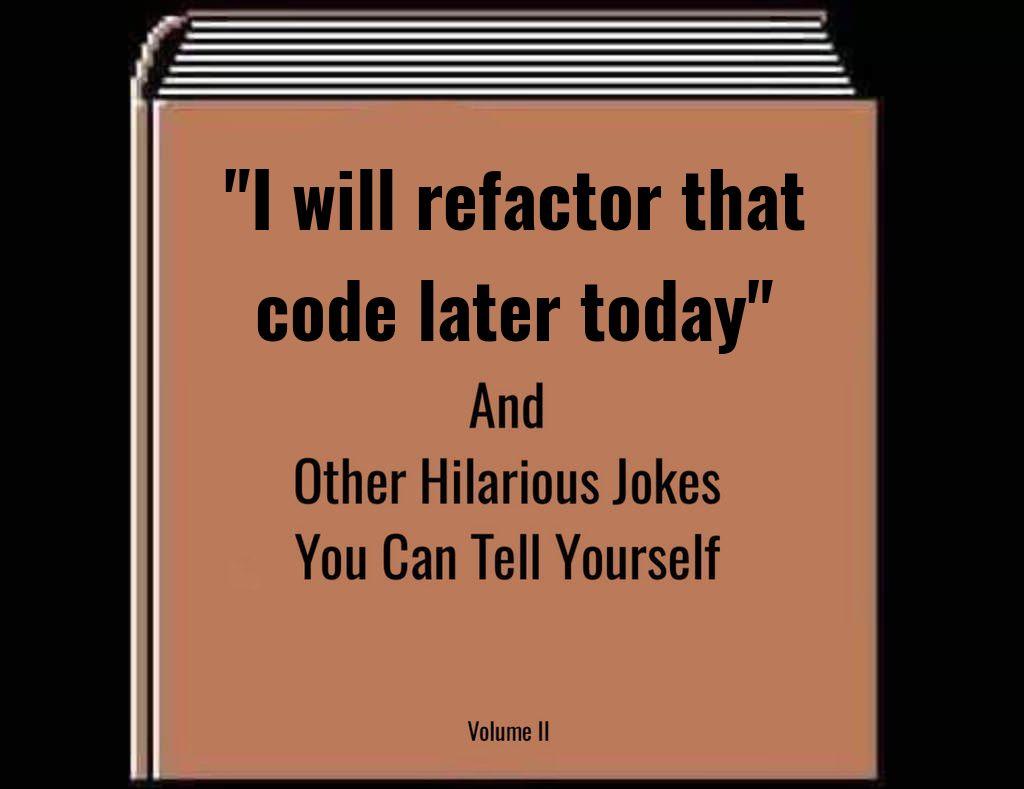 "I will refactor that
code later today"
And
Other Hilarious Jokes
You Can Tell Yourself
Volume II